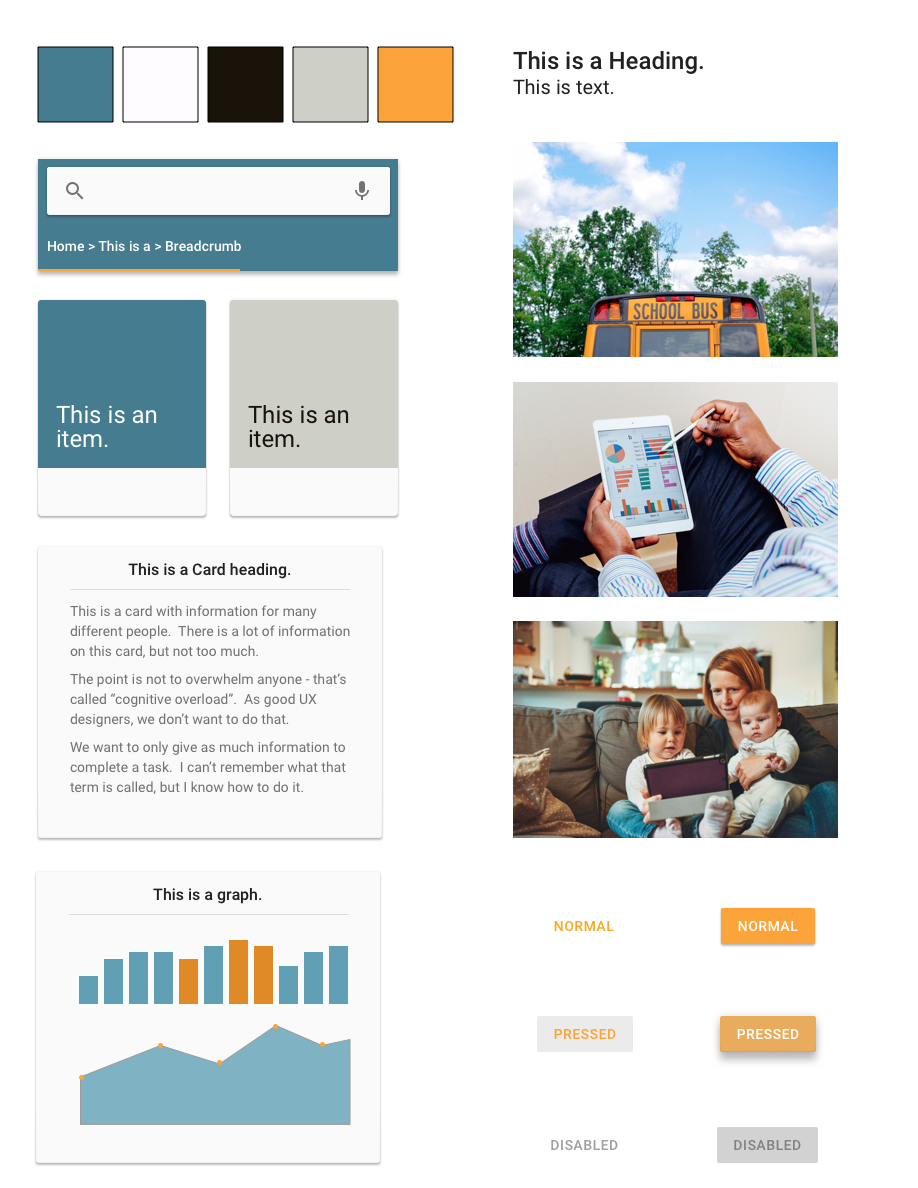 This is a Heading.
This is text.
Home > This is a > Breadcrumb
SCHOOL BUS
This is an
item.
This is an
item.
This is a Card heading.
This is a card with information for many
different people.  There is a lot of information
on this card, but not too much.
The point is not to overwhelm anyone - that’s
called “cognitive overload”.  As good UX
designers, we don’t want to do that.
We want to only give as much information to
complete a task.  I can’t remember what that
term is called, but I know how to do it.
This is a graph.
NORMAL
NORMAL
PRESSED
PRESSED
DISABLED
DISABLED